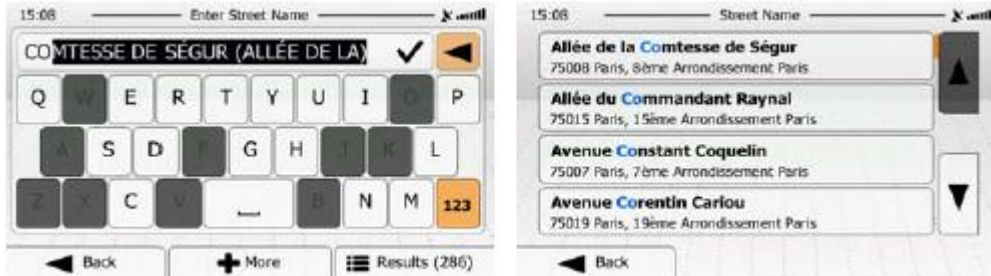 15:08 Enter Street Name
COMTESSE DE SÉGUR (ALLÉE DE LA)
Q W E R T Y U I O P
A S D F G H J K L
Z X C V B N M 123
Back More Results (286)
15:08 Street Name
Allée de la Comtesse de Ségur
75008 Paris, 8ème Arrondissement Paris
Allée du Commandant Raynal
75015 Paris, 15ème Arrondissement Paris
Avenue Constant Coquelin
75007 Paris, 7ème Arrondissement Paris
Avenue Corentin Cariou
75019 Paris, 19ème Arrondissement Paris
Back